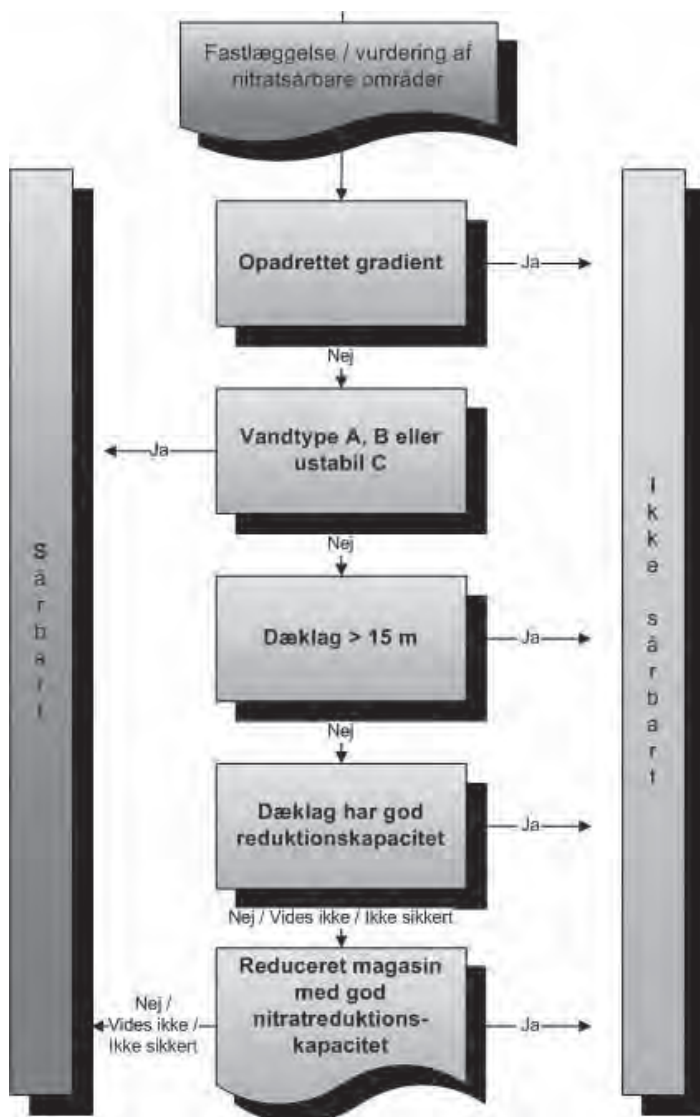 Fastlæggelse / vurdering af
nitratsårbare områder
Opadrettet gradient
Ja
Nej
Vandtype A, B eller
ustabil C
Ja
Nej
Dæklag > 15 m
Ja
Nej
Dæklag har god
reduktionskapacitet
Ja
Nej / Vides ikke / Ikke sikkert
Reduceret magasin
med god
nitratreduktions-
kapacitet
Nej /
Vides ikke /
Ikke sikkert
Ja
Sårbart
Ikke sårbart